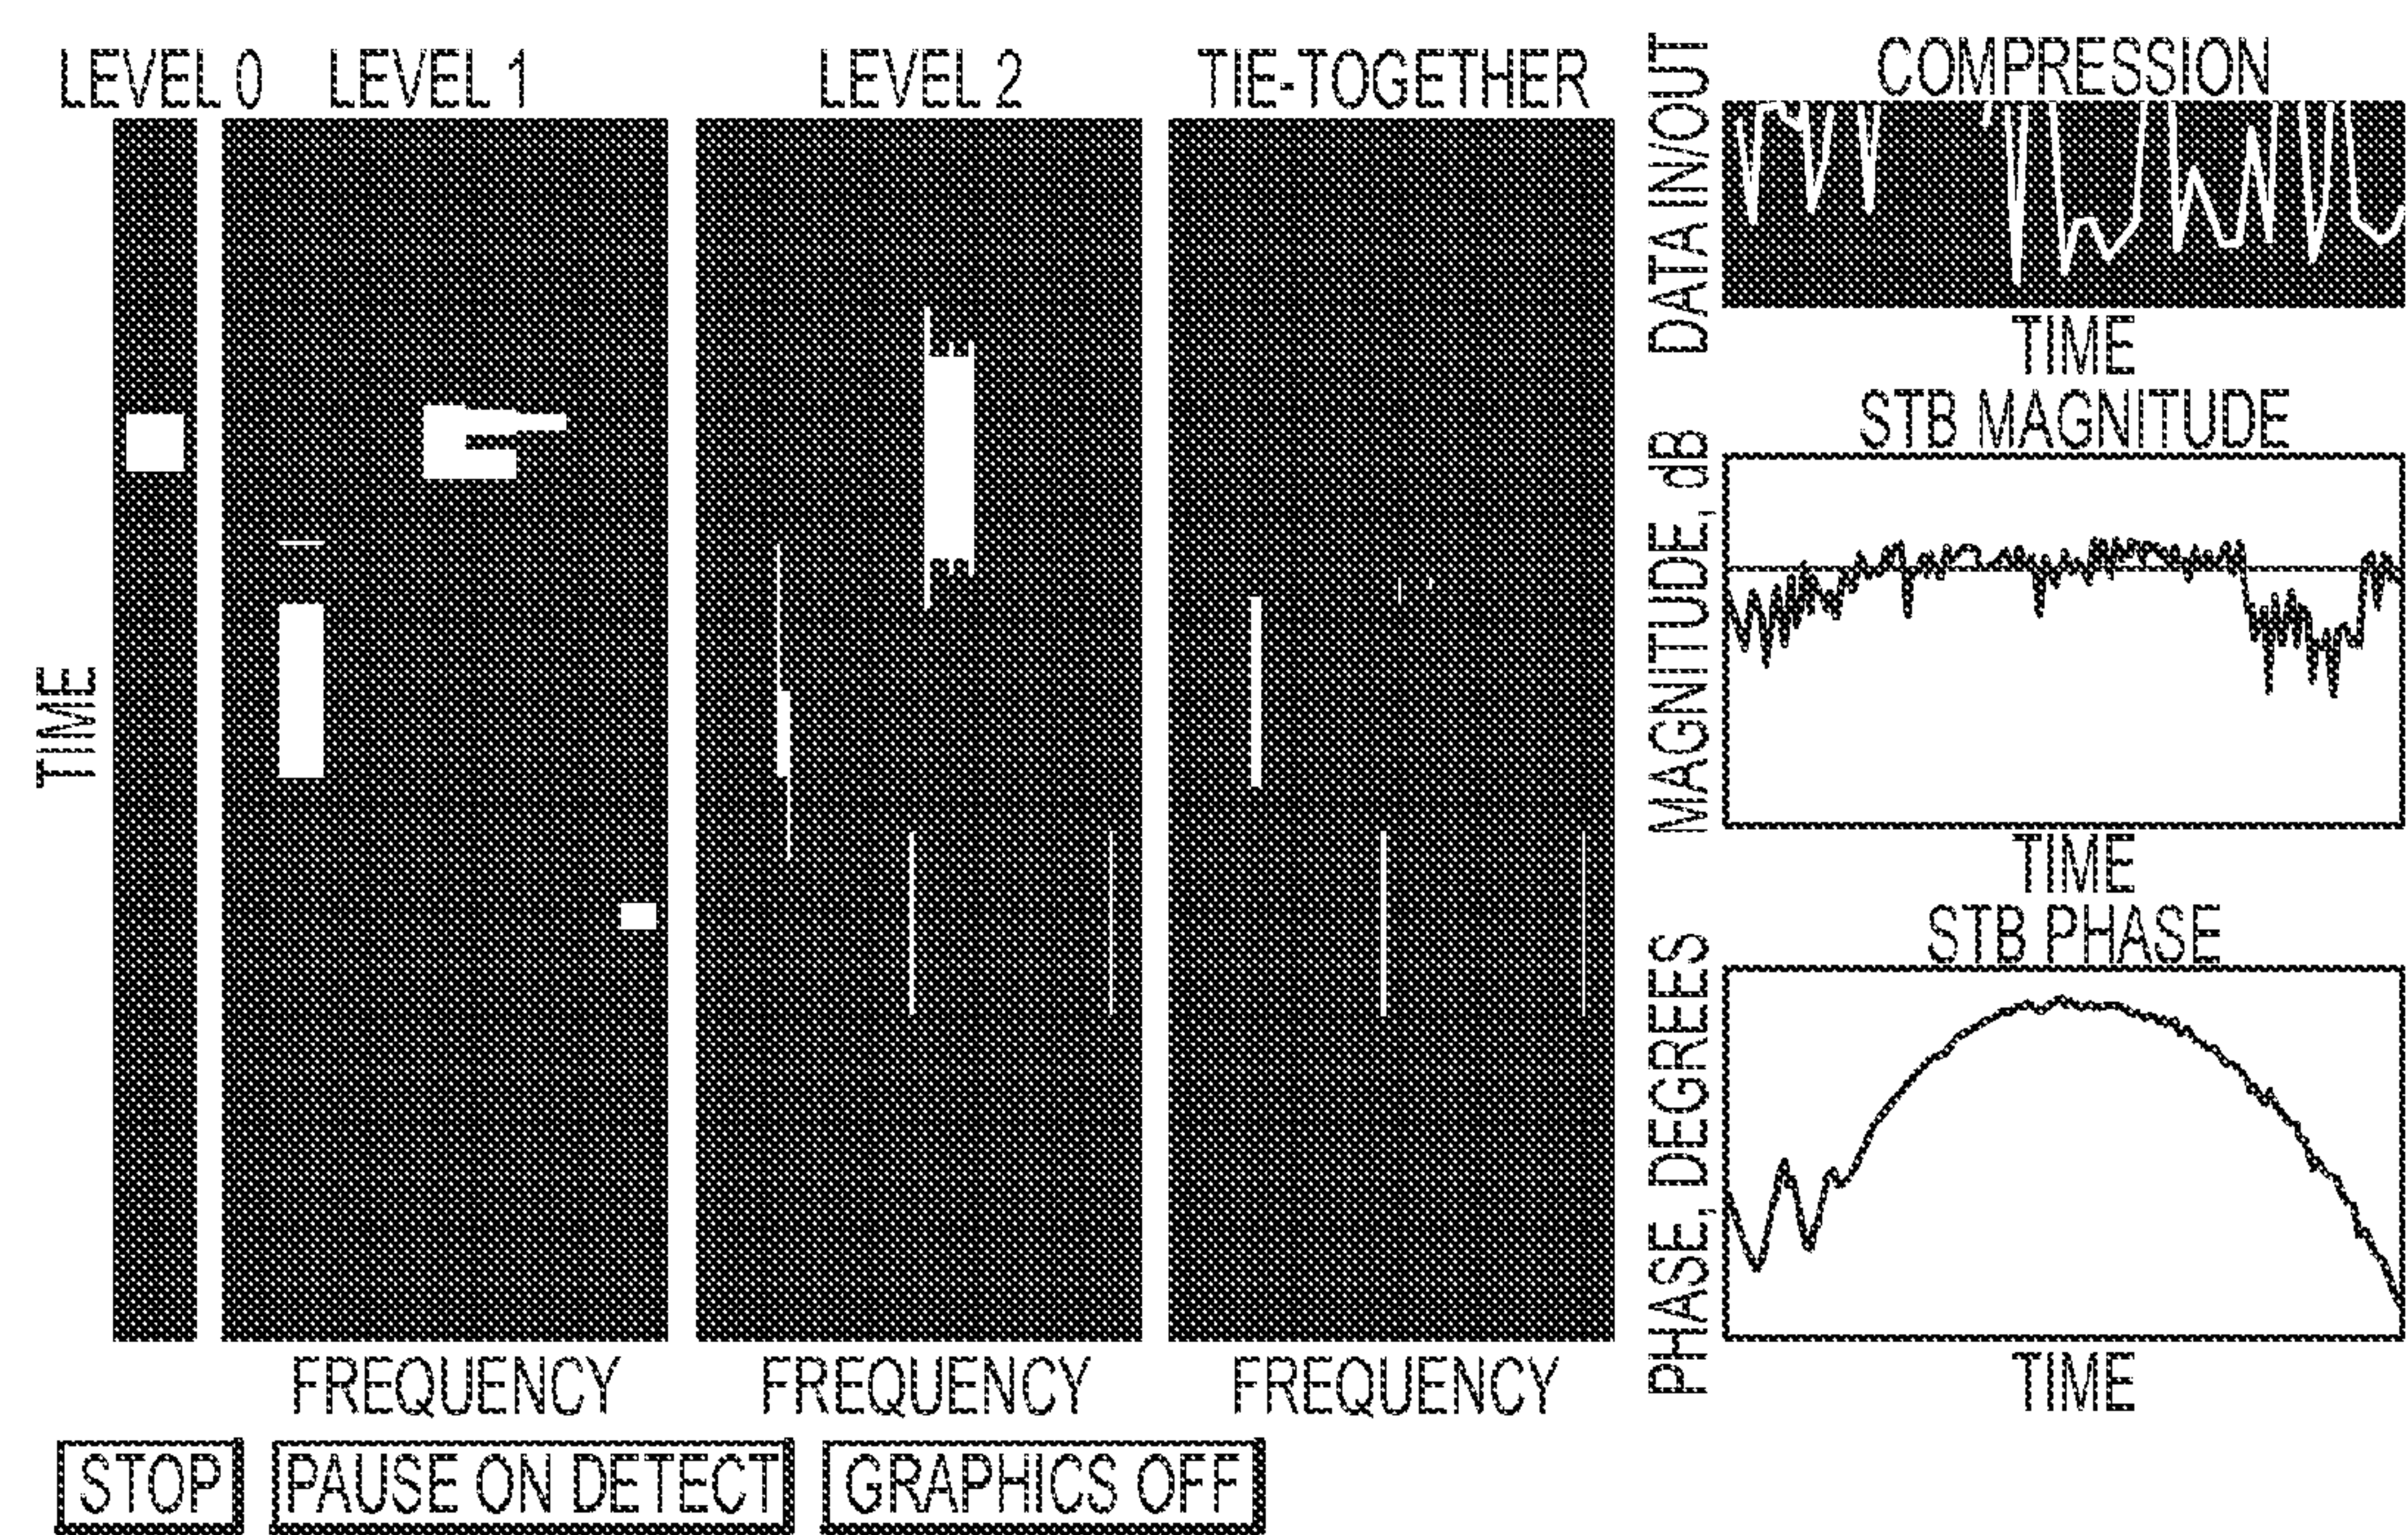 LEVEL 0
LEVEL 1
LEVEL 2
TIE-TOGETHER
TIME
FREQUENCY
FREQUENCY
FREQUENCY
COMPRESSION
DATA IN/OUT
TIME
STB MAGNITUDE
MAGNITUDE, dB
TIME
STB PHASE
PHASE, DEGREES
TIME
STOP
PAUSE ON DETECT
GRAPHICS OFF